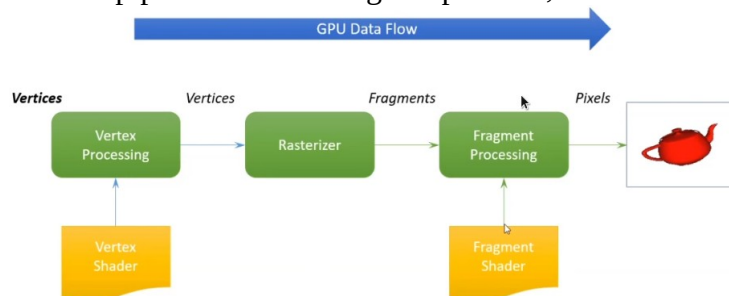 GPU Data Flow
Vertices
Vertices
Fragments
Pixels
Vertex
Processing
Rasterizer
Fragment
Processing
Vertex
Shader
Fragment
Shader